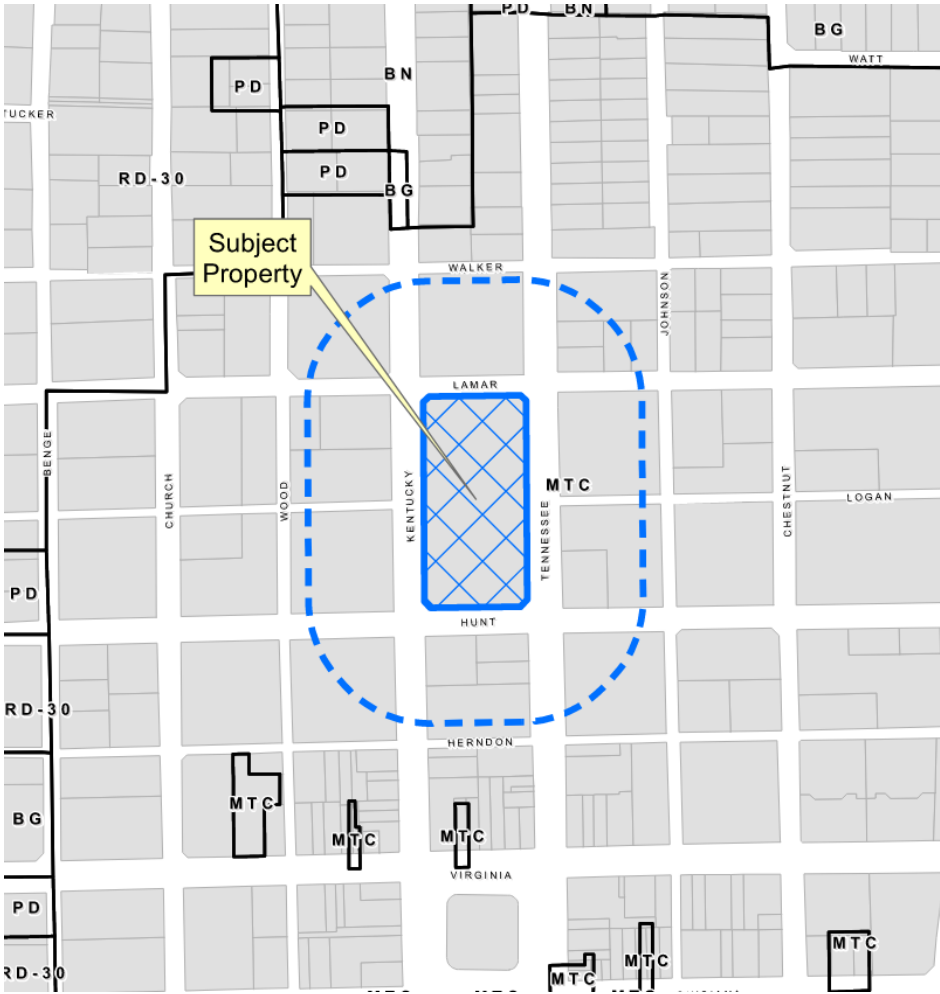 PD
BN
BG
WATT
BN
PD
TUCKER
PD
PD
RD-30
BG
Subject
Property
WALKER
JOHNSON
LAMAR
BENGE
CHURCH
WOOD
KENTUCKY
MTC
TENNESSEE
CHESTNUT
LOGAN
PD
HUNT
RD-30
HERNDON
MTC
BG
MTC
MTC
VIRGINIA
PD
MTC
MTC
RD-30
MTC